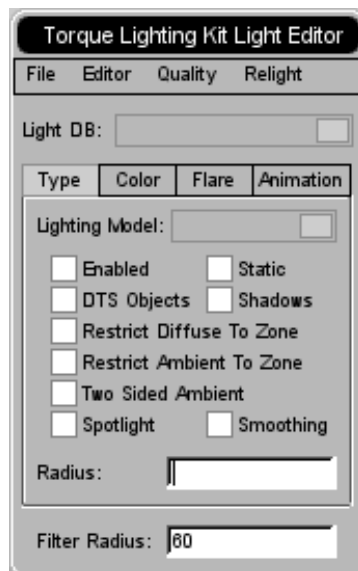 Torque Lighting Kit Light Editor
File Editor Quality Relight
Light DB:
Type Color Flare Animation
Lighting Model:
Enabled Static
DTS Objects Shadows
Restrict Diffuse To Zone
Restrict Ambient To Zone
Two Sided Ambient
Spotlight Smoothing
Radius:
Filter Radius: 60